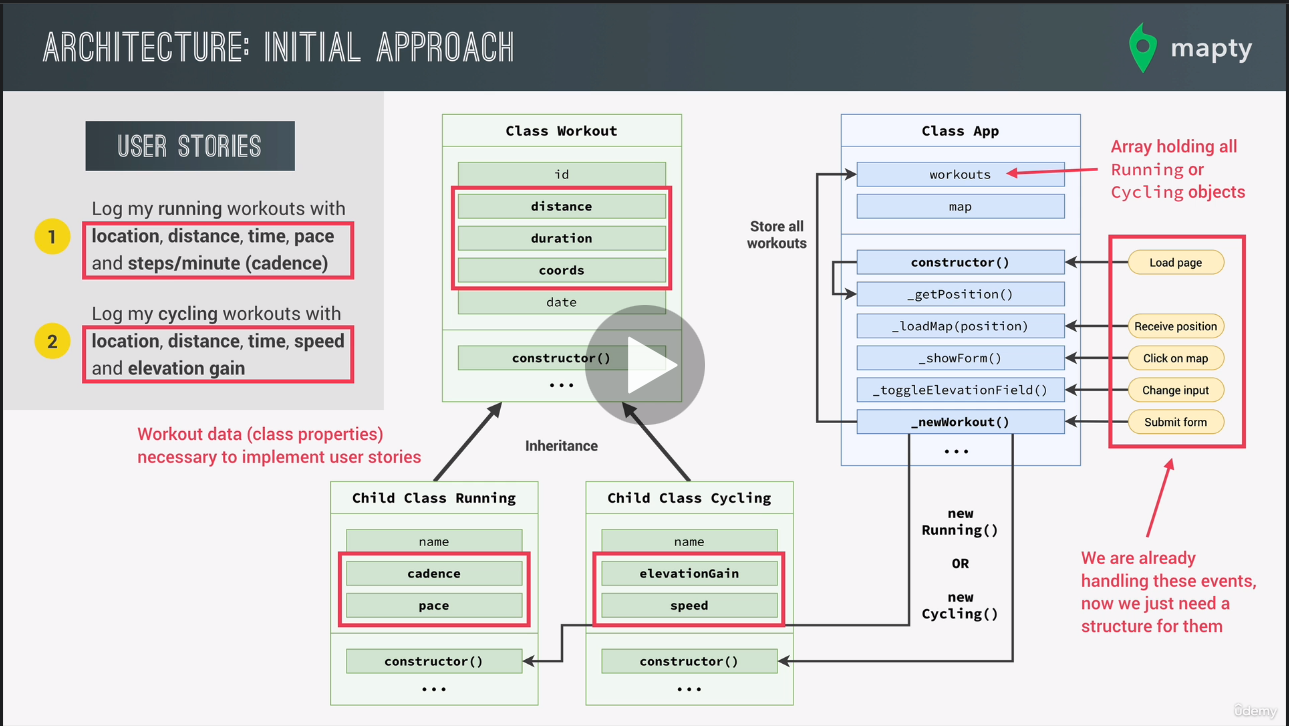 ARCHITECTURE: INITIAL APPROACH
mapty
USER STORIES
1
Log my running workouts with
location, distance, time, pace
and steps/minute (cadence)
2
Log my cycling workouts with
location, distance, time, speed
and elevation gain
Workout data (class properties)
necessary to implement user stories
Class Workout
id
distance
duration
coords
date
constructor()
...
Inheritance
Child Class Running
name
cadence
pace
constructor()
...
Child Class Cycling
name
elevationGain
speed
constructor()
...
Class App
workouts
map
constructor()
_getPosition()
_loadMap(position)
_showForm()
_toggleElevationField()
_newWorkout()
...
Store all
workouts
Array holding all
Running or
Cycling objects
Load page
Receive position
Click on map
Change input
Submit form
new
Running()
OR
new
Cycling()
We are already
handling these events,
now we just need a
structure for them
ûdemy